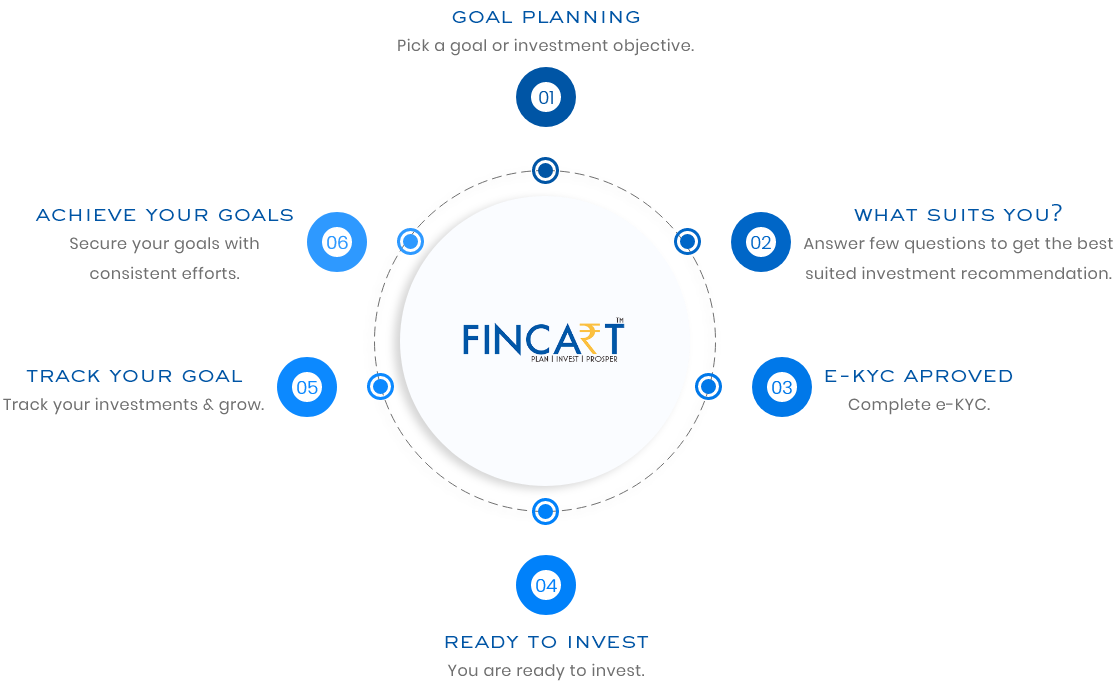 GOAL PLANNING
Pick a goal or investment objective.
01
ACHIEVE YOUR GOALS
Secure your goals with
consistent efforts.
06
02
WHAT SUITS YOU?
Answer few questions to get the best
suited investment recommendation.
FINCA₹T
TM
PLAN | INVEST | PROSPER
TRACK YOUR GOAL
Track your investments & grow.
05
03
E-KYC APROVED
Complete e-KYC.
04
READY TO INVEST
You are ready to invest.